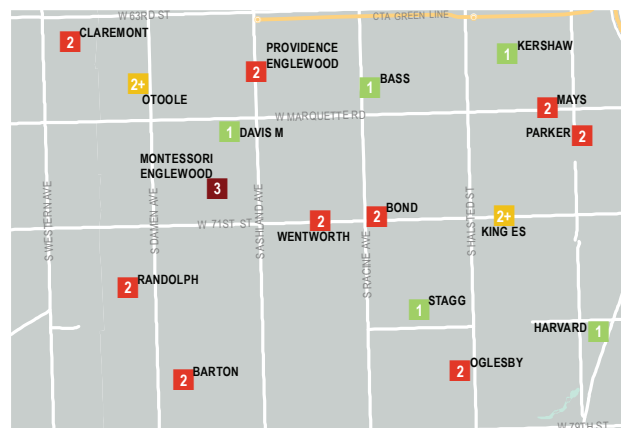 W 63RD ST
CTA GREEN LINE
CLAREMONT
2
PROVIDENCE
ENGLEWOOD
2
KERSHAW
1
2+
OTOOLE
BASS
1
MAYS
2
W MARQUETTE RD
1
DAVIS M
PARKER
2
MONTESSORI
ENGLEWOOD
3
S WESTERN AVE
S DAMEN AVE
S ASHLAND AVE
S RACINE AVE
S HALSTED ST
W 71ST ST
2
WENTWORTH
2
BOND
2+
KING ES
2
RANDOLPH
1
STAGG
HARVARD
1
2
BARTON
2
OGLESBY
W 79TH ST